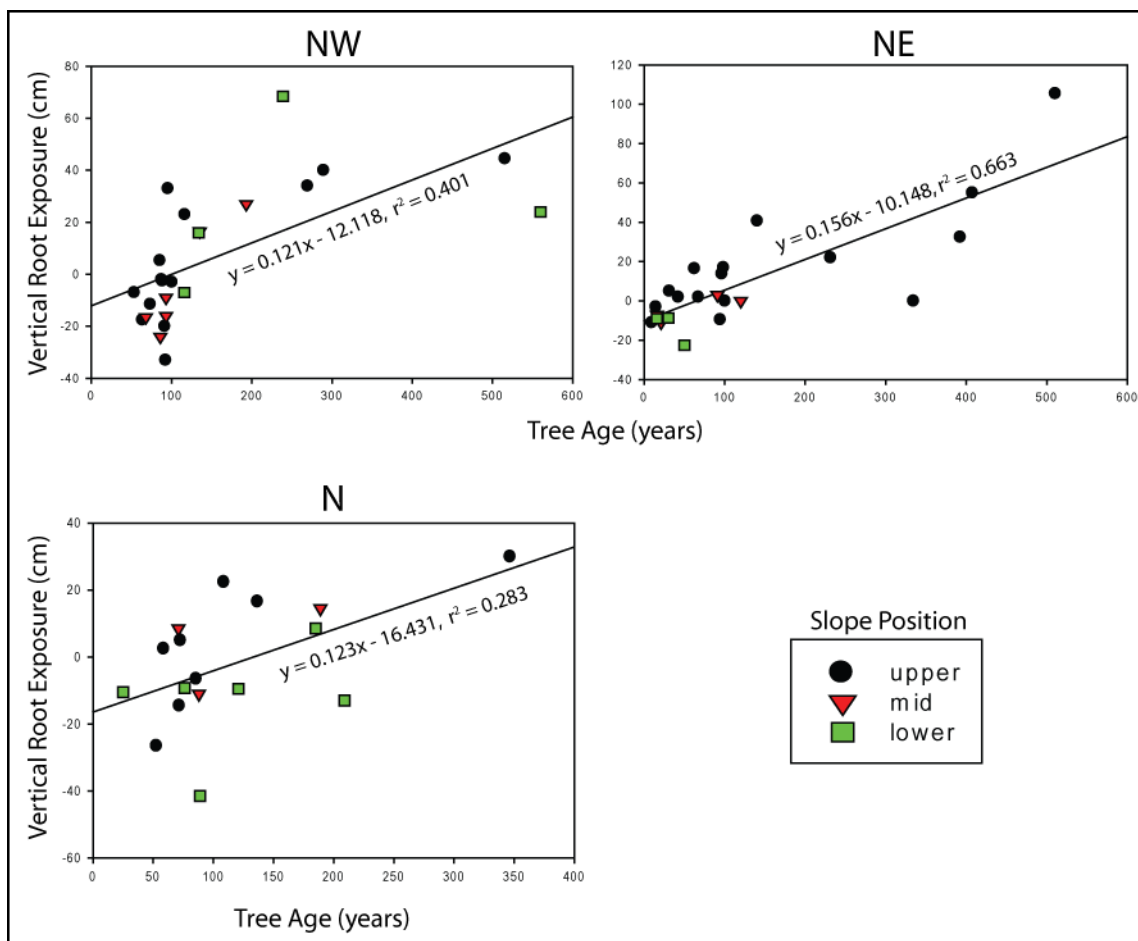 NW
Vertical Root Exposure (cm)
80
60
40
20
0
-20
-40
0 100 200 300 400 500 600
y = 0.121x - 12.118, r² = 0.401
NE
120
100
80
60
40
20
0
-20
-40
0 100 200 300 400 500 600
y = 0.156x - 10.148, r² = 0.663
Tree Age (years)
N
Vertical Root Exposure (cm)
40
20
0
-20
-40
-60
0 50 100 150 200 250 300 350 400
y = 0.123x - 16.431, r² = 0.283
Tree Age (years)
Slope Position
upper
mid
lower